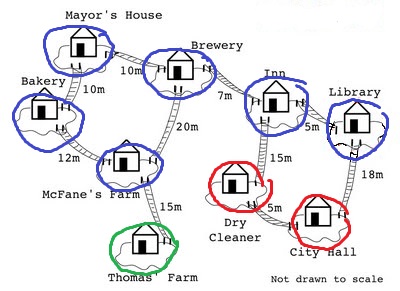 Mayor's House
Brewery
10m
Bakery
10m
7m
Inn
Library
5m
20m
12m
15m
McFane's Farm
18m
15m
5m
Dry
Cleaner
City Hall
Thomas' Farm
Not drawn to scale